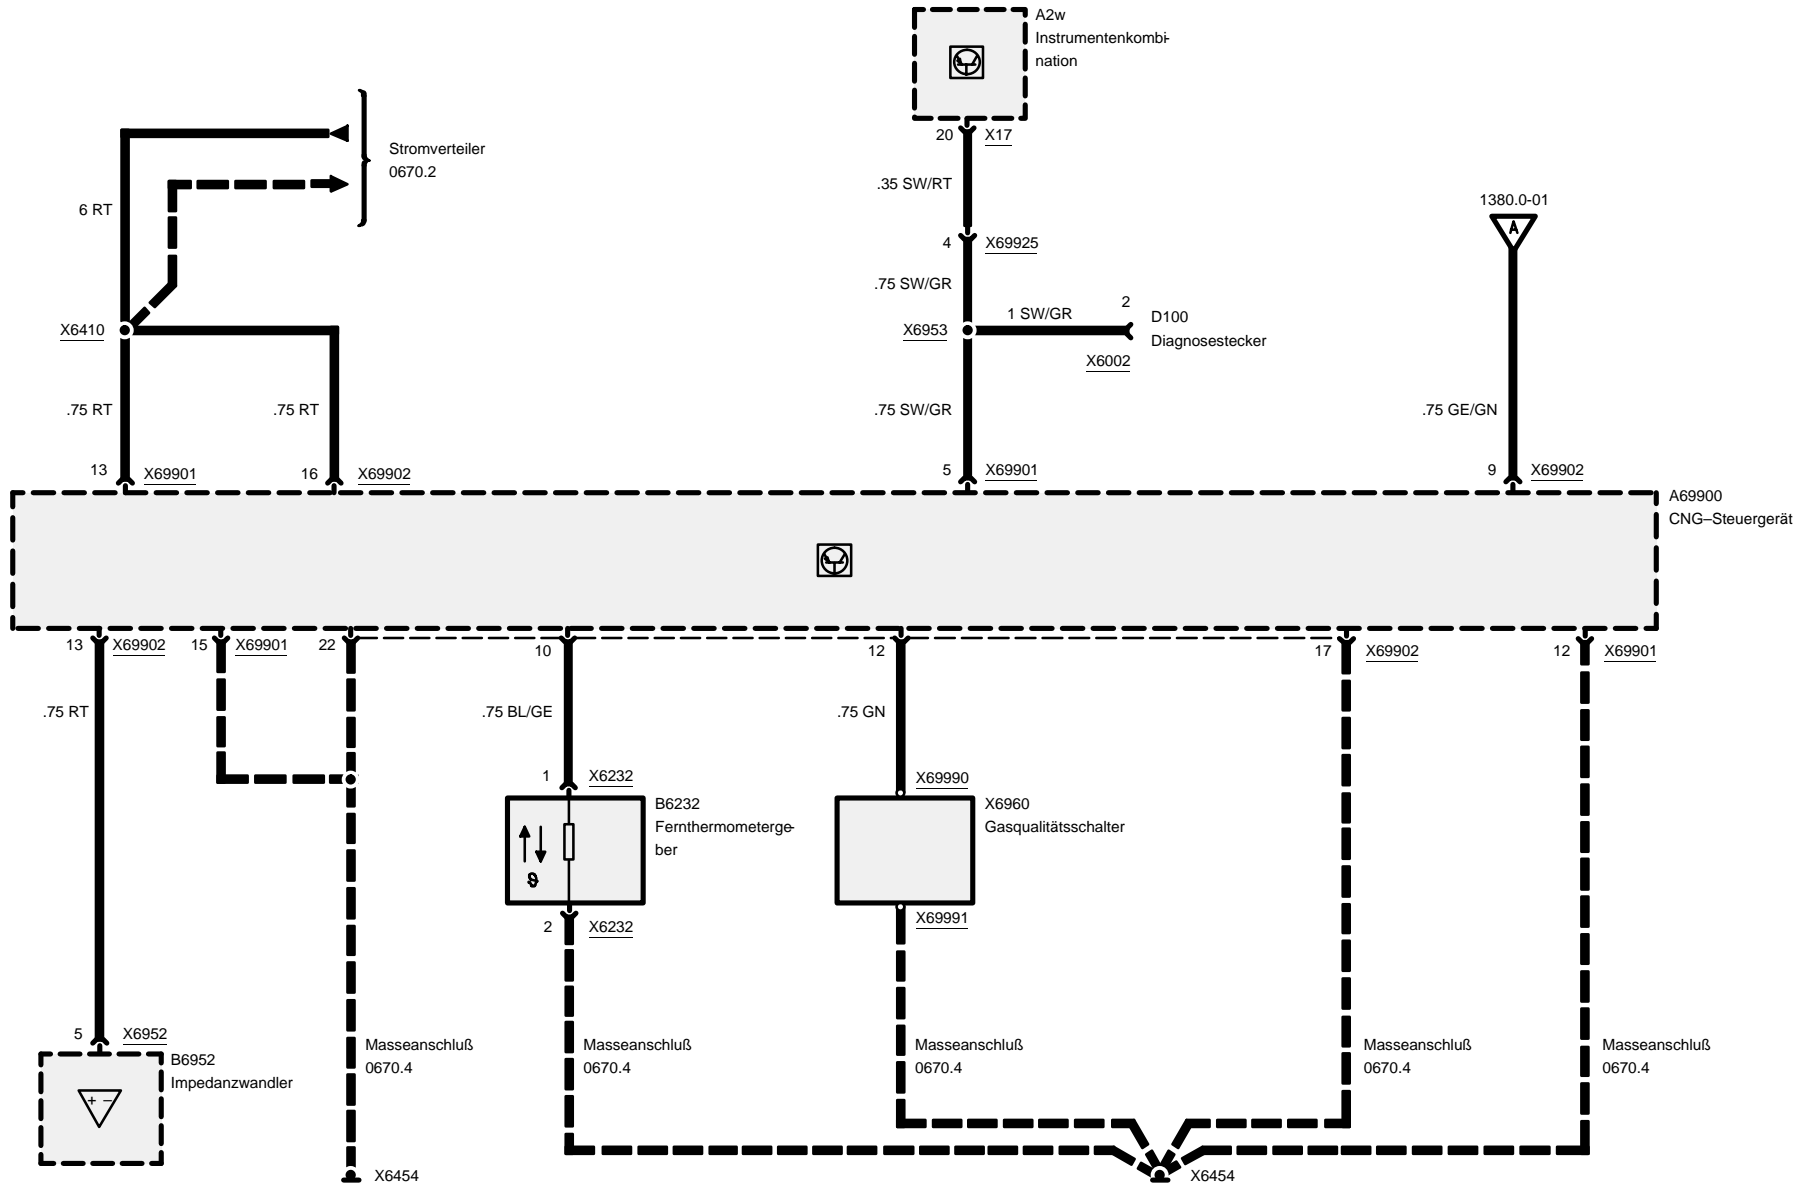 A2w
Instrumentenkombi-
nation
20 X17
Stromverteiler
0670.2
.35 SW/RT
6 RT
1380.0-01
A
4 X69925
.75 SW/GR
1 SW/GR
2
D100
Diagnosestecker
X6410
X6953
X6002
.75 RT
.75 RT
.75 SW/GR
.75 GE/GN
13 X69901
16 X69902
5 X69901
9 X69902
A69900
CNG–Steuergerät
13 X69902
15 X69901
22
10
12
17 X69902
12 X69901
.75 RT
.75 BL/GE
.75 GN
1 X6232
X69990
B6232
Fernthermometerge-
ber
X6960
Gasqualitätsschalter
ϑ
2 X6232
X69991
5 X6952
B6952
Impedanzwandler
+ –
Masseanschluß
0670.4
Masseanschluß
0670.4
Masseanschluß
0670.4
Masseanschluß
0670.4
Masseanschluß
0670.4
X6454
X6454